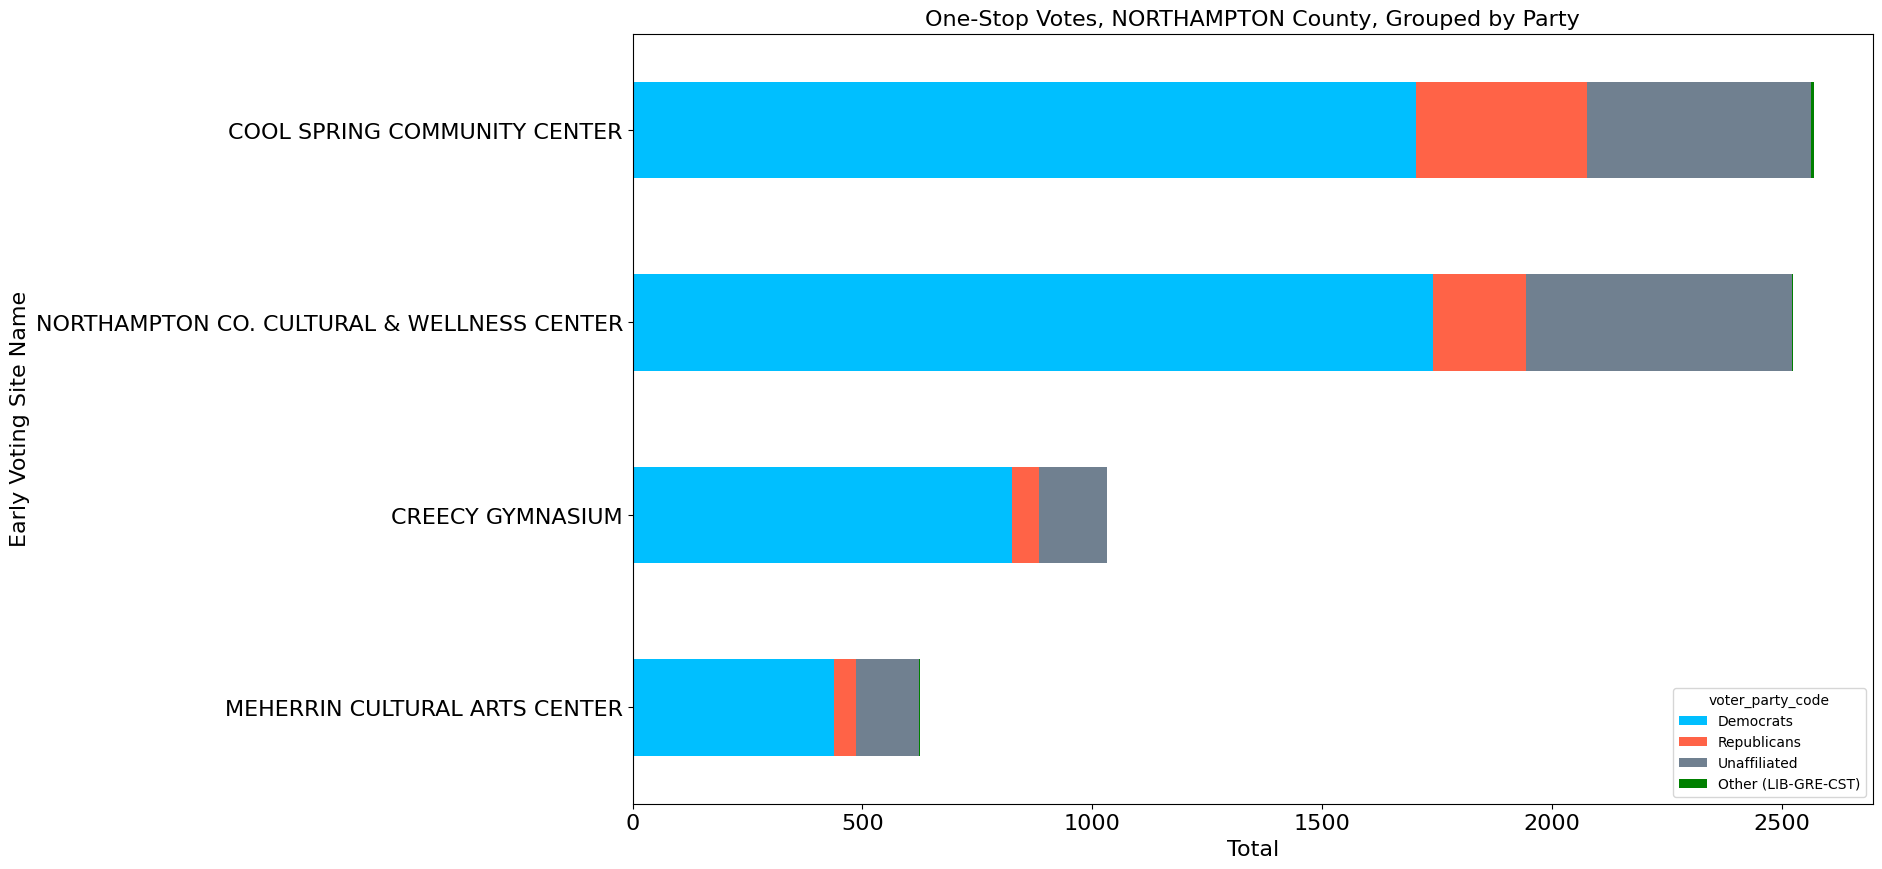 One-Stop Votes, NORTHAMPTON County, Grouped by Party
Early Voting Site Name
COOL SPRING COMMUNITY CENTER
NORTHAMPTON CO. CULTURAL & WELLNESS CENTER
CREECY GYMNASIUM
MEHERRIN CULTURAL ARTS CENTER
voter_party_code
Democrats
Republicans
Unaffiliated
Other (LIB-GRE-CST)
0 500 1000 1500 2000 2500
Total